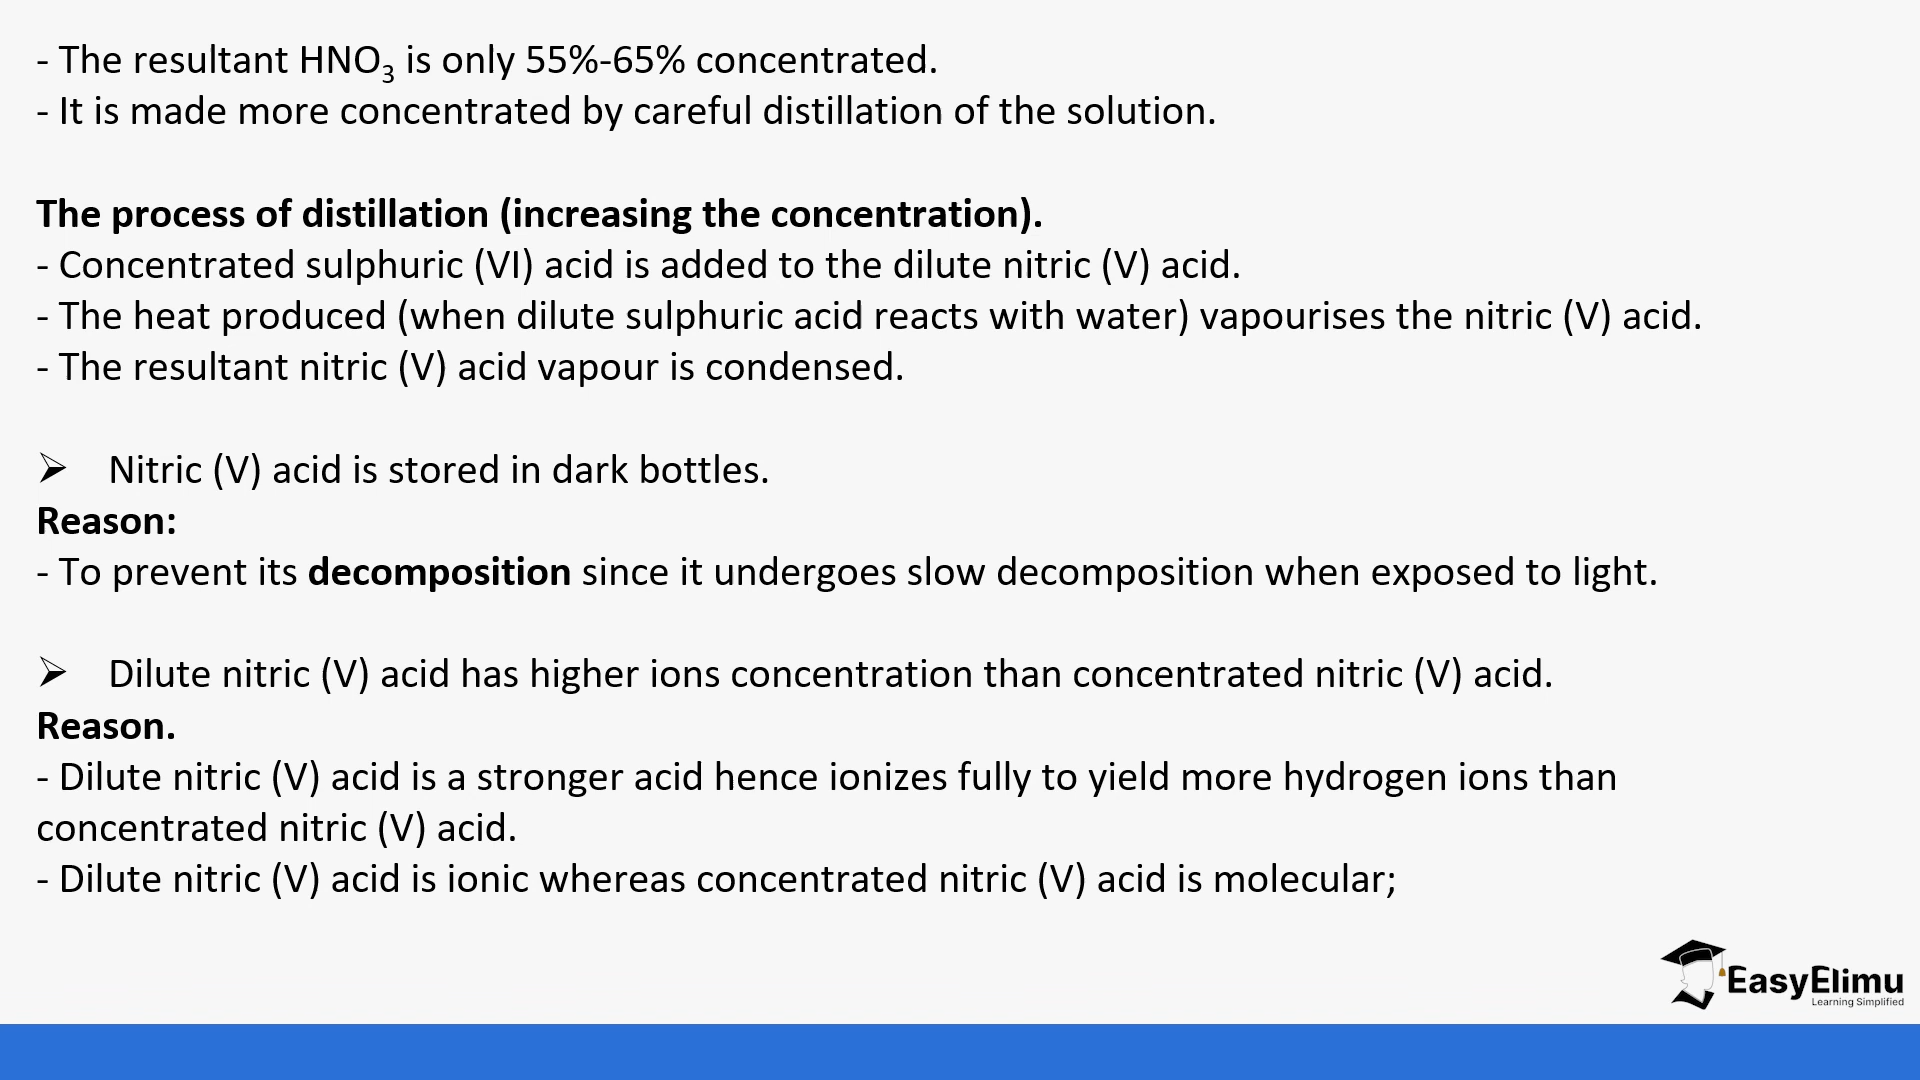 - The resultant HNO₃ is only 55%-65% concentrated.
- It is made more concentrated by careful distillation of the solution.
The process of distillation (increasing the concentration).
- Concentrated sulphuric (VI) acid is added to the dilute nitric (V) acid.
- The heat produced (when dilute sulphuric acid reacts with water) vapourises the nitric (V) acid.
- The resultant nitric (V) acid vapour is condensed.
➢ Nitric (V) acid is stored in dark bottles.
Reason:
- To prevent its decomposition since it undergoes slow decomposition when exposed to light.
➢ Dilute nitric (V) acid has higher ions concentration than concentrated nitric (V) acid.
Reason.
- Dilute nitric (V) acid is a stronger acid hence ionizes fully to yield more hydrogen ions than
concentrated nitric (V) acid.
- Dilute nitric (V) acid is ionic whereas concentrated nitric (V) acid is molecular;
EasyElimu
Learning Simplified